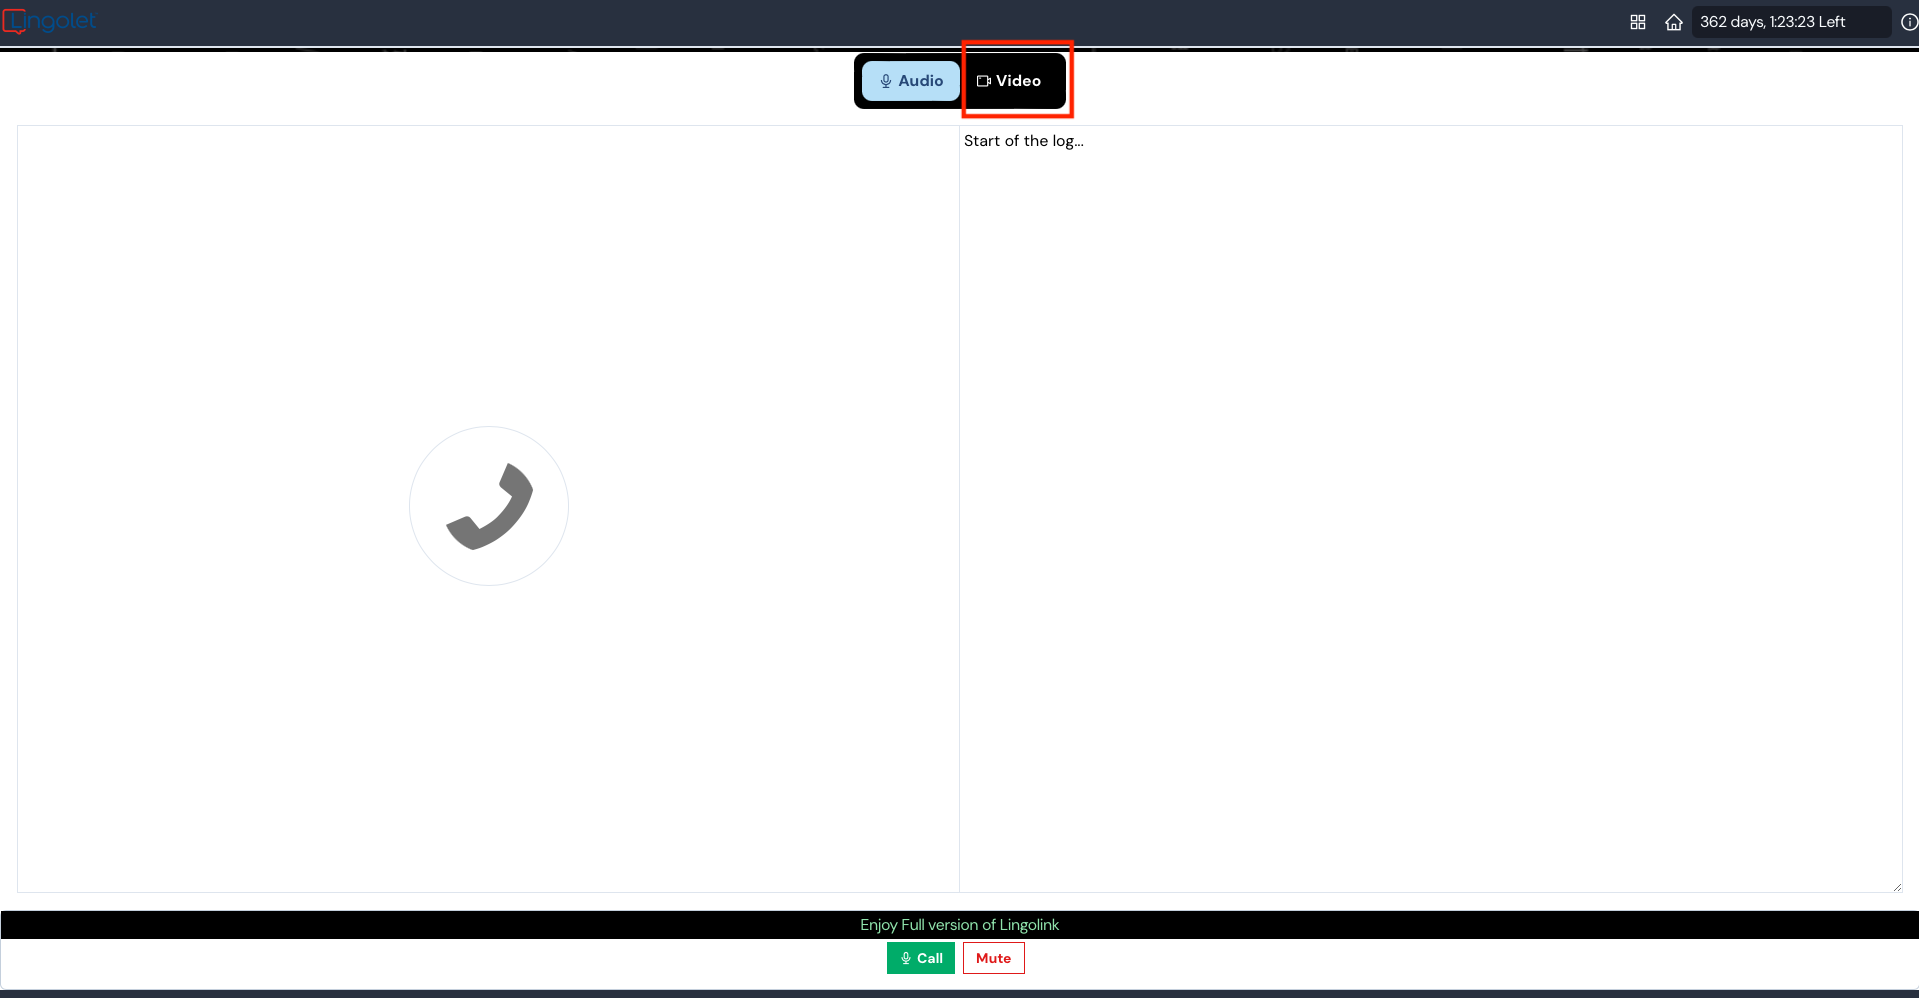 Lingolet
362 days, 1:23:23 Left
Audio
Video
Start of the log...
Enjoy Full version of Lingolink
Call
Mute